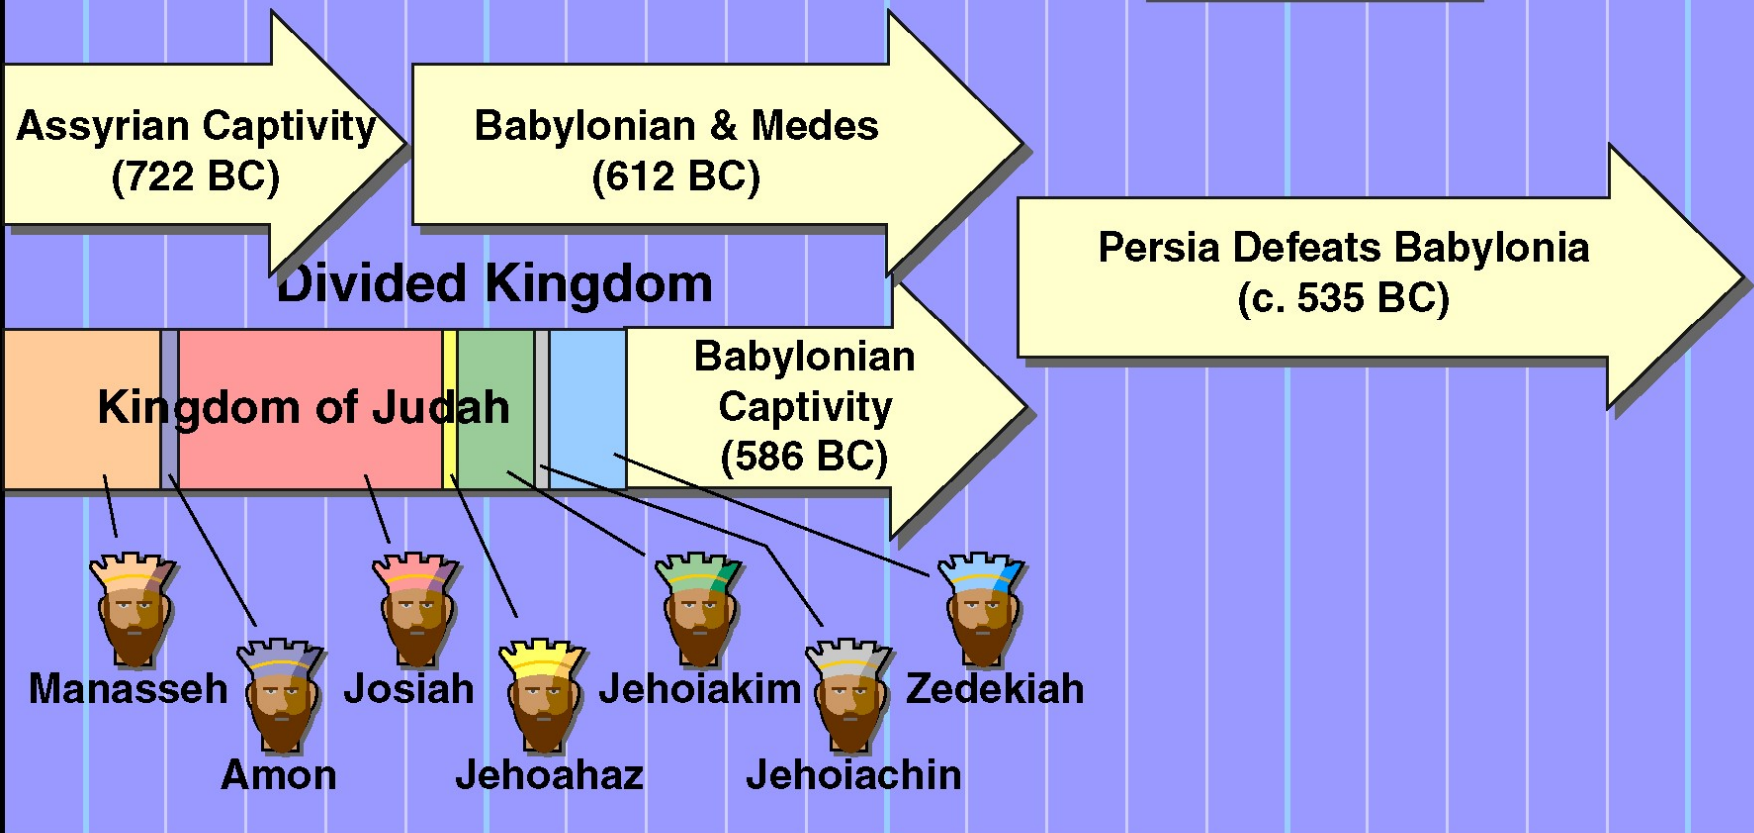 Assyrian Captivity
(722 BC)
Babylonian & Medes
(612 BC)
Persia Defeats Babylonia
(c. 535 BC)
Divided Kingdom
Kingdom of Judah
Babylonian
Captivity
(586 BC)
Manasseh
Josiah
Jehoiakim
Zedekiah
Amon
Jehoahaz
Jehoiachin